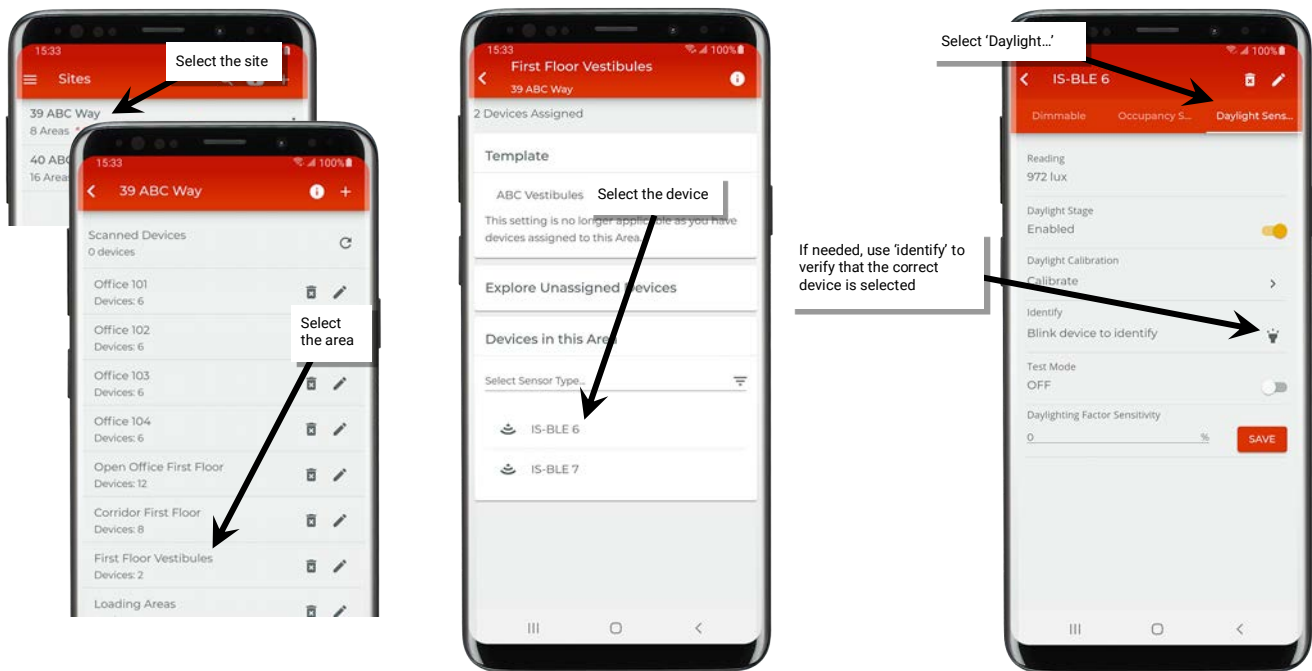 15:33
Select the site
Sites
39 ABC Way
8 Areas
40 ABC
16 Areas
15:33
100%
39 ABC Way
Scanned Devices
0 devices
Office 101
Devices: 6
Office 102
Devices: 6
Select
the area
Office 103
Devices: 6
Office 104
Devices: 6
Open Office First Floor
Devices: 12
Corridor First Floor
Devices: 8
First Floor Vestibules
Devices: 2
Loading Areas
15:33
100%
First Floor Vestibules
39 ABC Way
2 Devices Assigned
Template
ABC Vestibules
Select the device
This setting is no longer applicable as you have
devices assigned to this Area.
Explore Unassigned Devices
Devices in this Area
Select Sensor Type...
IS-BLE 6
IS-BLE 7
Select ‘Daylight…’
100%
IS-BLE 6
Dimmable
Occupancy S...
Daylight Sens...
Reading
972 lux
Daylight Stage
Enabled
If needed, use ‘identify’ to
verify that the correct
device is selected
Daylight Calibration
Calibrate
Identify
Blink device to identify
Test Mode
OFF
Daylighting Factor Sensitivity
0 %
SAVE